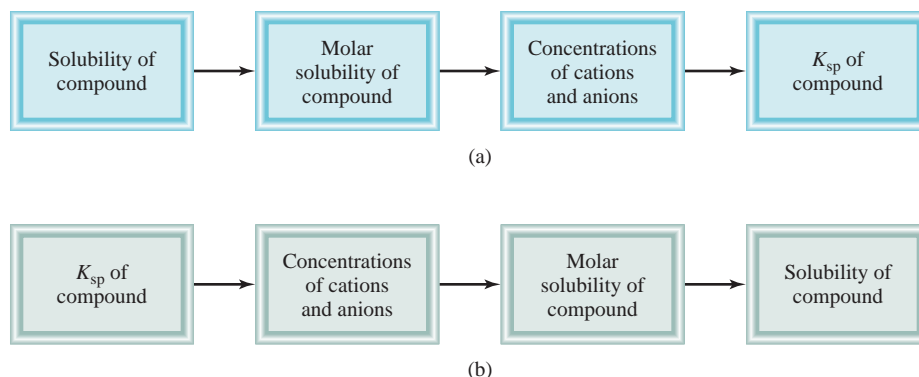 Solubility of
compound
Molar
solubility of
compound
Concentrations
of cations
and anions
Ksp of
compound
(a)
Ksp of
compound
Concentrations
of cations
and anions
Molar
solubility of
compound
Solubility of
compound
(b)